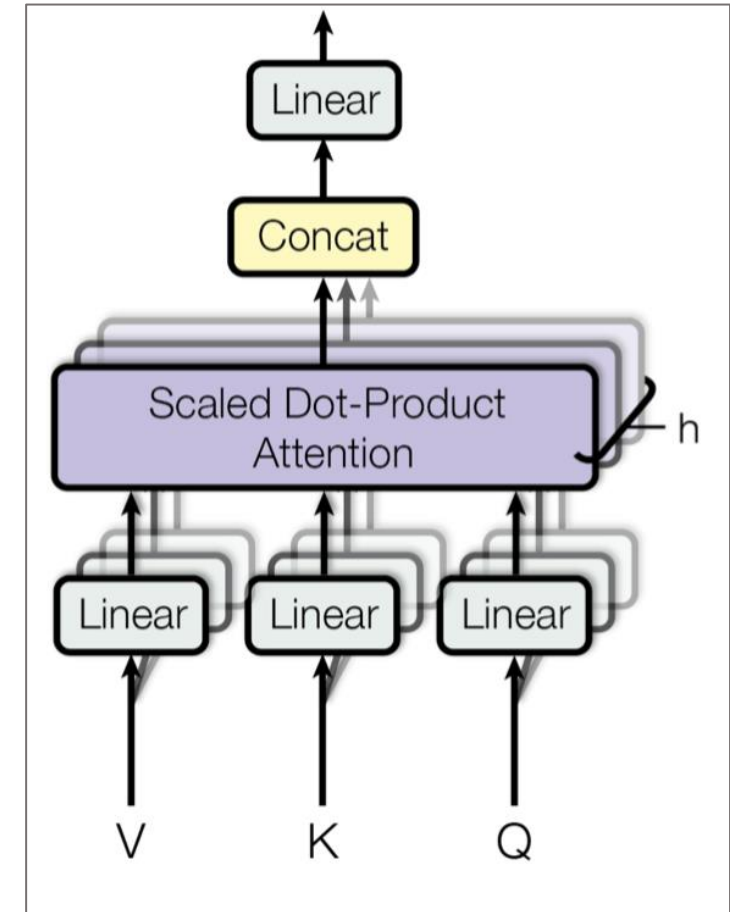 Linear
Concat
Scaled Dot-Product
Attention
h
Linear
Linear
Linear
V
K
Q